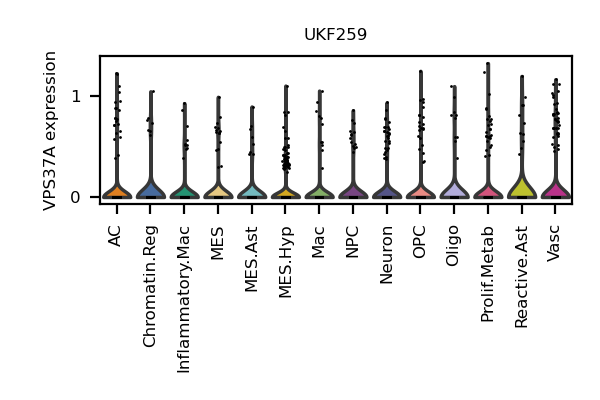 UKF259
VPS37A expression
1
0
AC
Chromatin.Reg
Inflammatory.Mac
MES
MES.Ast
MES.Hyp
Mac
NPC
Neuron
OPC
Oligo
Prolif.Metab
Reactive.Ast
Vasc